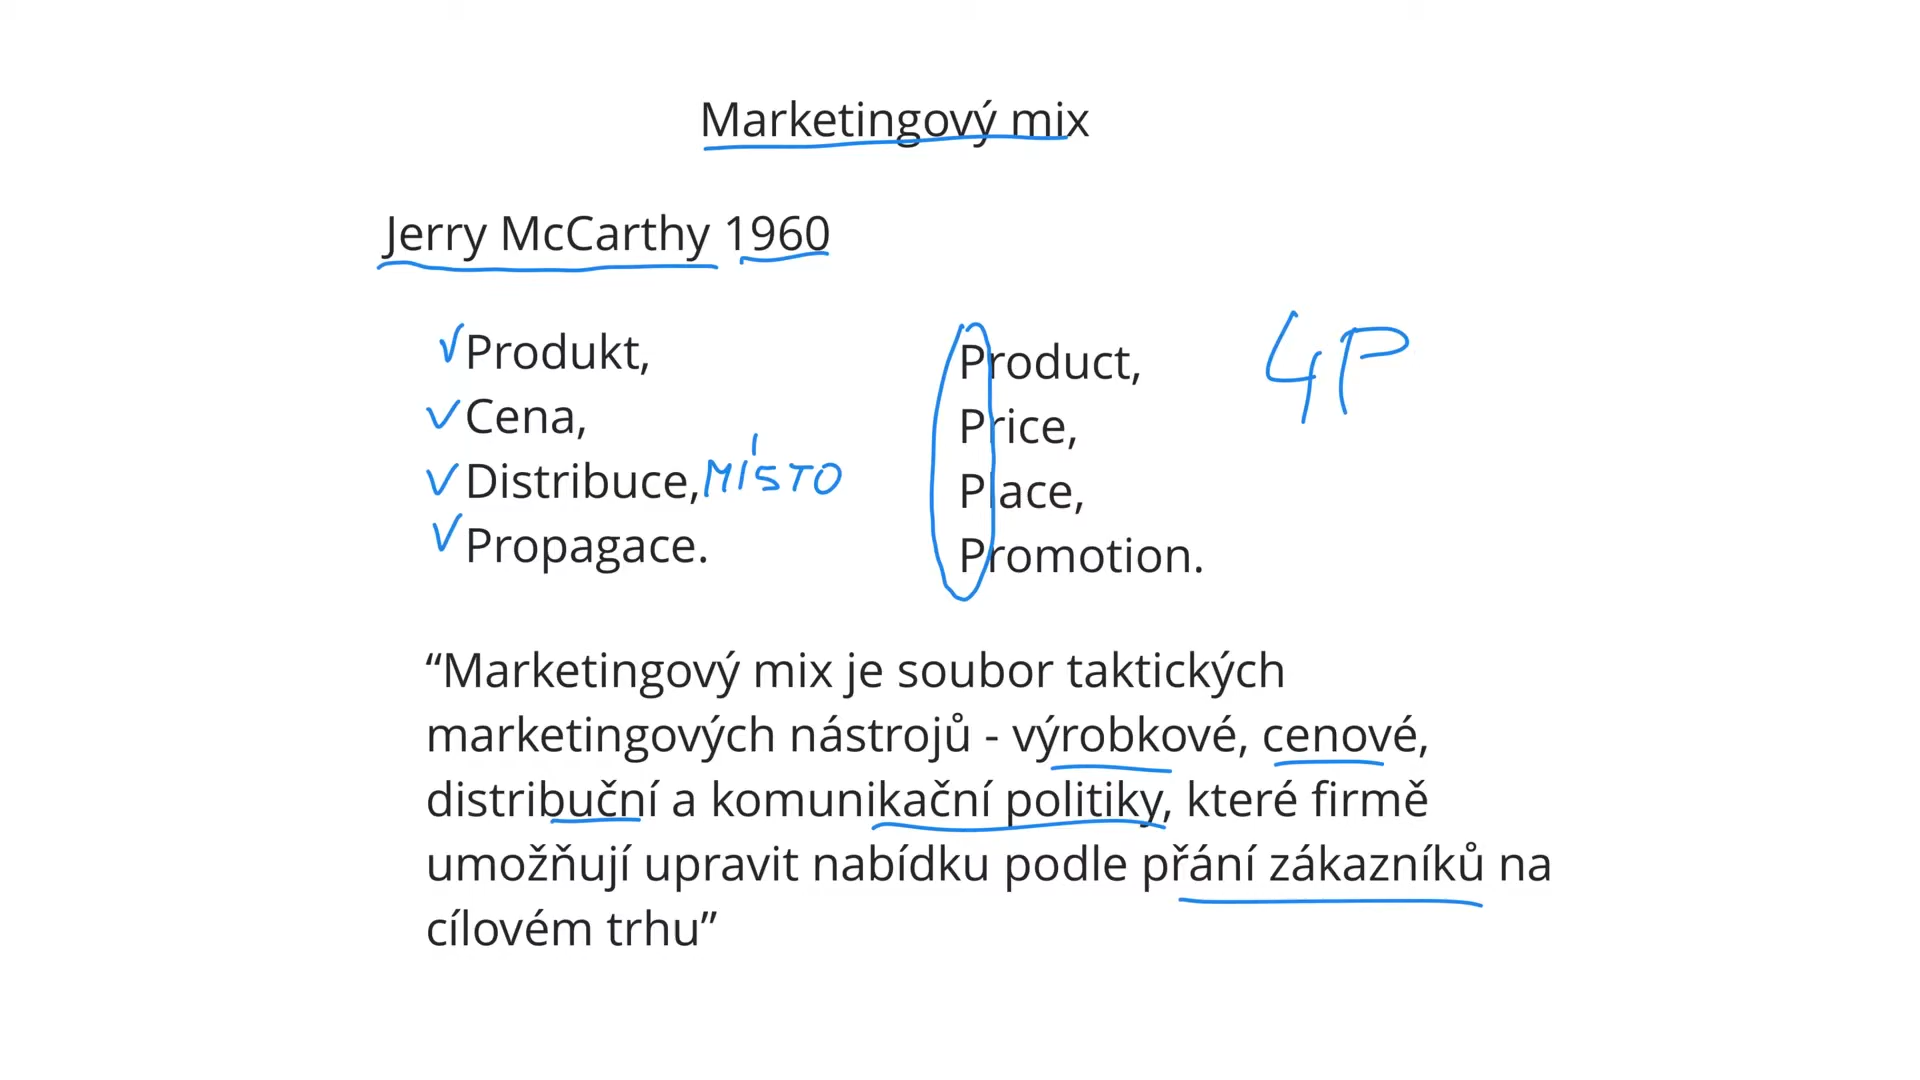 Marketingový mix
Jerry McCarthy 1960
Produkt,
Cena,
Distribuce, MÍSTO
Propagace.
Product,
Price,
Place,
Promotion.
4P
“Marketingový mix je soubor taktických
marketingových nástrojů - výrobkové, cenové,
distribuční a komunikační politiky, které firmě
umožňují upravit nabídku podle přání zákazníků na
cílovém trhu”